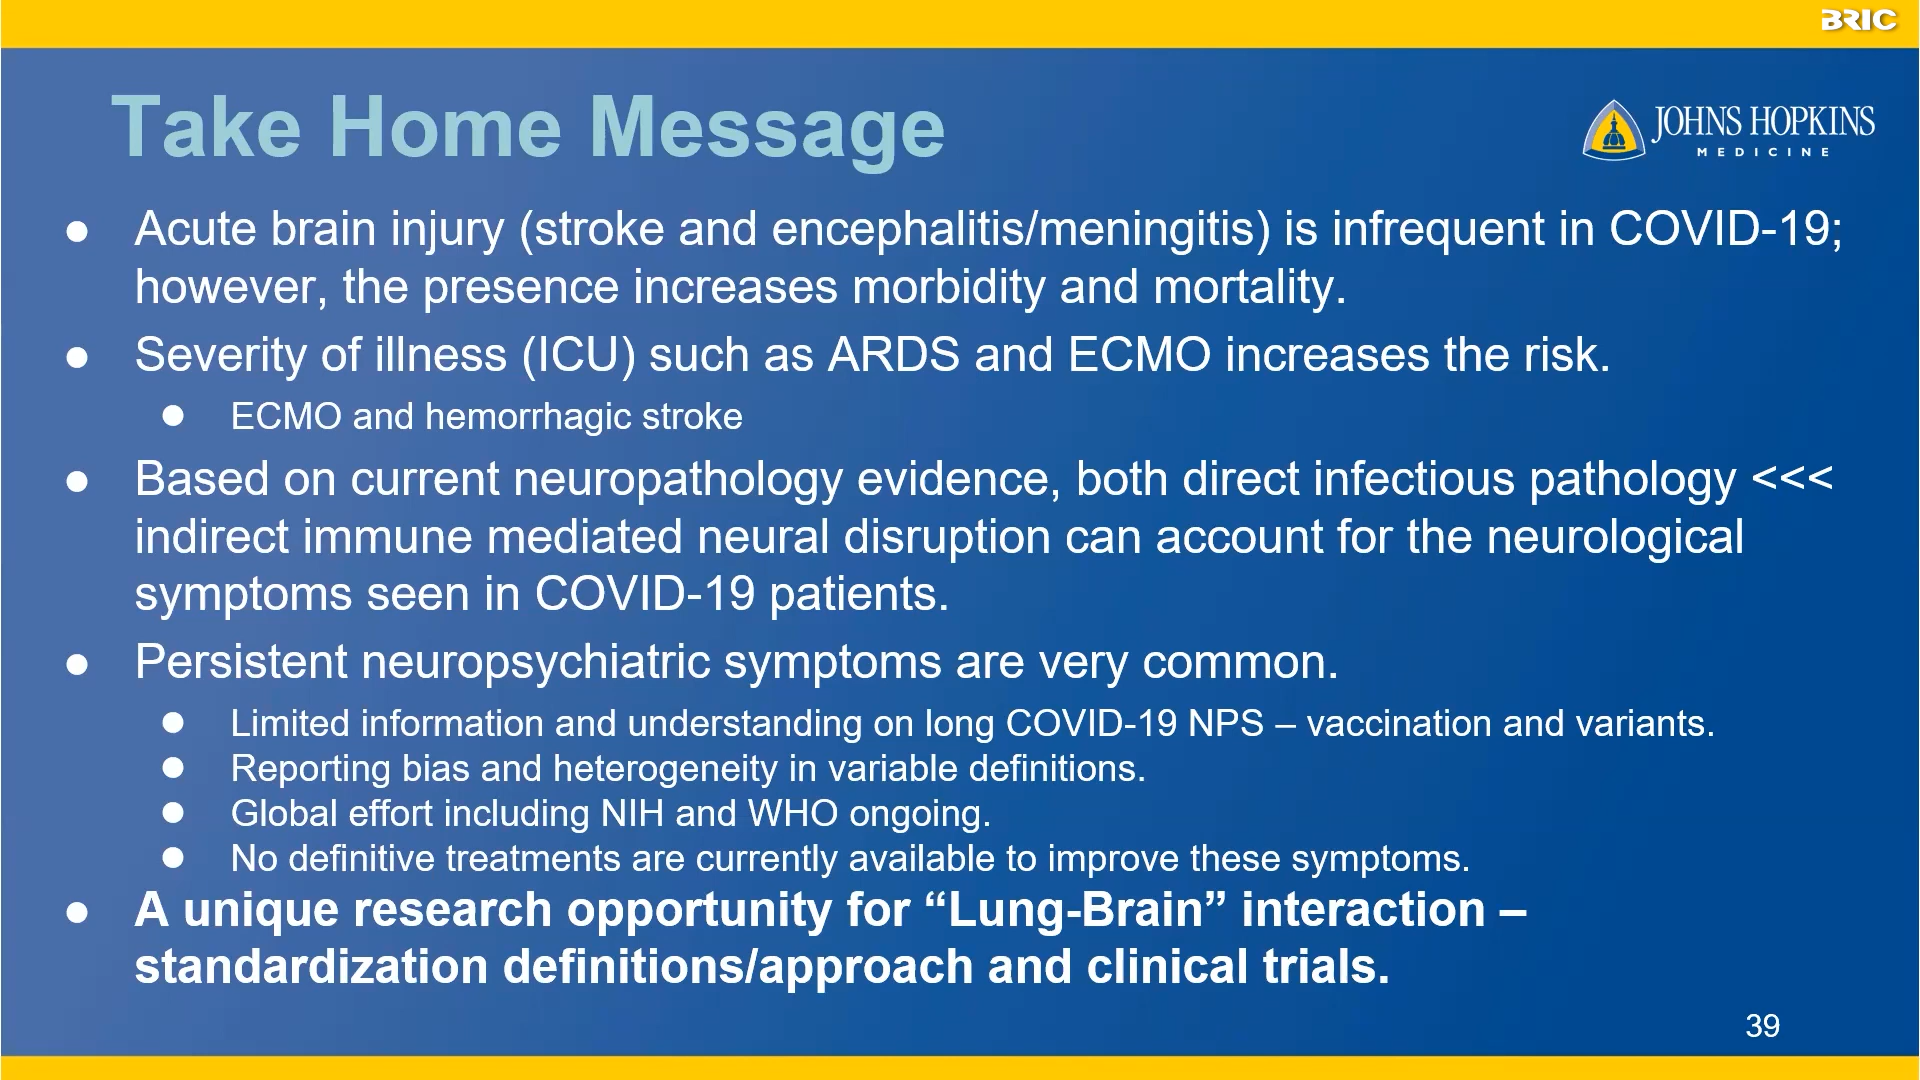 BRIC
Take Home Message
JOHNS HOPKINS
MEDICINE
● Acute brain injury (stroke and encephalitis/meningitis) is infrequent in COVID-19;
however, the presence increases morbidity and mortality.
● Severity of illness (ICU) such as ARDS and ECMO increases the risk.
● ECMO and hemorrhagic stroke
● Based on current neuropathology evidence, both direct infectious pathology <<<
indirect immune mediated neural disruption can account for the neurological
symptoms seen in COVID-19 patients.
● Persistent neuropsychiatric symptoms are very common.
● Limited information and understanding on long COVID-19 NPS – vaccination and variants.
● Reporting bias and heterogeneity in variable definitions.
● Global effort including NIH and WHO ongoing.
● No definitive treatments are currently available to improve these symptoms.
● A unique research opportunity for “Lung-Brain” interaction –
standardization definitions/approach and clinical trials.
39